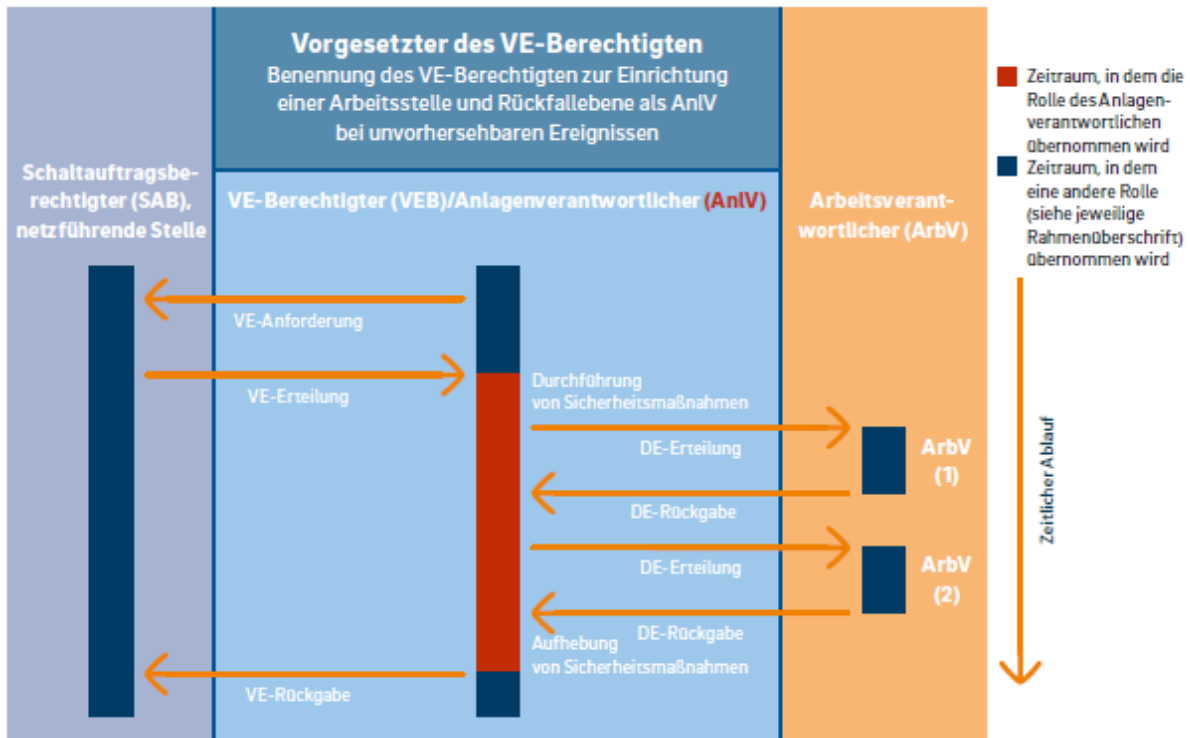 Vorgesetzter des VE-Berechtigten
Benennung des VE-Berechtigten zur Einrichtung
einer Arbeitsstelle und Rückfallebene als AnlV
bei unvorhersehbaren Ereignissen
Schaltauftragsbe-
rechtigter (SAB),
netzführende Stelle
VE-Berechtigter (VEB)/Anlagenverantwortlicher (AnlV)
Arbeitsverant-
wortlicher (ArbV)
Zeitraum, in dem die
Rolle des Anlagen-
verantwortlichen
übernommen wird
Zeitraum, in dem
eine andere Rolle
(siehe jeweilige
Rahmenüberschrift)
übernommen wird
VE-Anforderung
VE-Erteilung
Durchführung
von Sicherheitsmaßnahmen
DE-Erteilung
ArbV
(1)
DE-Rückgabe
DE-Erteilung
ArbV
(2)
DE-Rückgabe
Aufhebung
von Sicherheitsmaßnahmen
VE-Rückgabe
Zeitlicher Ablauf